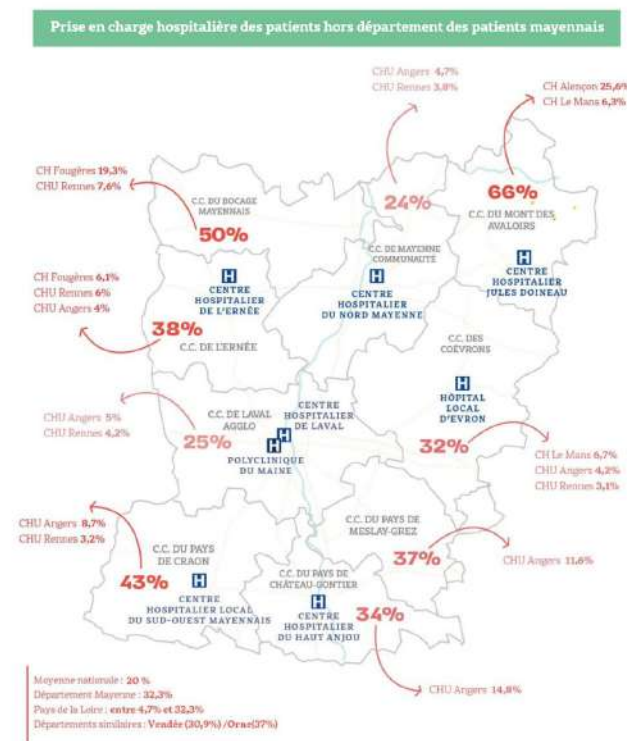 Prise en charge hospitalière des patients hors département des patients mayennais
CHU Angers 4,7%
CHU Rennes 3,8%
CH Alençon 25,6%
CH Le Mans 6,3%
CH Fougères 19,3%
CHU Rennes 7,6%
C.C. DU BOCAGE
MAYENNAIS
50%
24%
C.C. DE MAYENNE
COMMUNAUTÉ
66%
C.C. DU MONT DES
AVALOIRS
CH Fougères 6,1%
CHU Rennes 6%
CHU Angers 4%
H
CENTRE
HOSPITALIER
DE L'ERNÉE
H
CENTRE
HOSPITALIER
DU NORD MAYENNE
H
CENTRE
HOSPITALIER
JULES DOINEAU
38%
C.C. DE L'ERNÉE
C.C. DES
COËVRONS
H
HÔPITAL
LOCAL
D'EVRON
32%
CHU Angers 5%
CHU Rennes 4,2%
C.C. DE LAVAL
AGGLO
25%
CENTRE
HOSPITALIER
DE LAVAL
H
H
POLYCLINIQUE
DU MAINE
CH Le Mans 6,7%
CHU Angers 4,2%
CHU Rennes 3,1%
CHU Angers 8,7%
CHU Rennes 3,2%
C.C. DU PAYS
DE CRAON
43%
H
CENTRE
HOSPITALIER LOCAL
DU SUD-OUEST MAYENNAIS
C.C. DU PAYS DE
MESLAY-GREZ
37%
CHU Angers 11,6%
C.C. DU PAYS DE
CHÂTEAU-GONTIER
H
CENTRE
HOSPITALIER
DU HAUT ANJOU
34%
CHU Angers 14,8%
Moyenne nationale : 20 %
Département Mayenne : 32,3%
Pays de la Loire : entre 4,7% et 32,3%
Départements similaires : Vendée (30,9%) /Orne(37%)